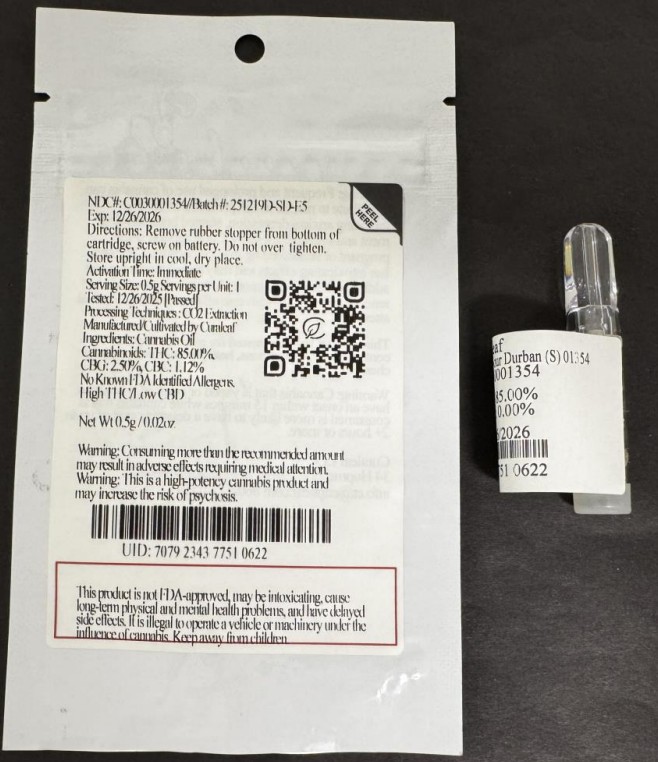 PEEL
HERE
NDC#: C0030001354//Batch #: 251219D-SD-E5
Exp: 12/26/2026
Directions: Remove rubber stopper from bottom of
cartridge, screw on battery. Do not over tighten.
Store upright in cool, dry place.
Activation Time: Immediate
Serving Size: 0.5g Servings per Unit: 1
Tested: 12/26/2025 [Passed]
Processing Techniques : CO2 Extraction
Manufactured/Cultivated by Curaleaf
Ingredients: Cannabis Oil
Cannabinoids: THC: 85.00%,
CBG: 2.50%, CBC: 1.12%
No Known FDA Identified Allergens.
High THC/Low CBD
Net Wt 0.5g / 0.02oz
Warning: Consuming more than the recommended amount
may result in adverse effects requiring medical attention.
Warning: This is a high-potency cannabis product and
may increase the risk of psychosis.
UID: 7079 2343 7751 0622
This product is not FDA-approved, may be intoxicating, cause
long-term physical and mental health problems, and have delayed
side effects. It is illegal to operate a vehicle or machinery under the
influence of cannabis. Keep away from children.
eaf
ur Durban (S) 01354
001354
85.00%
0.00%
/2026
751 0622